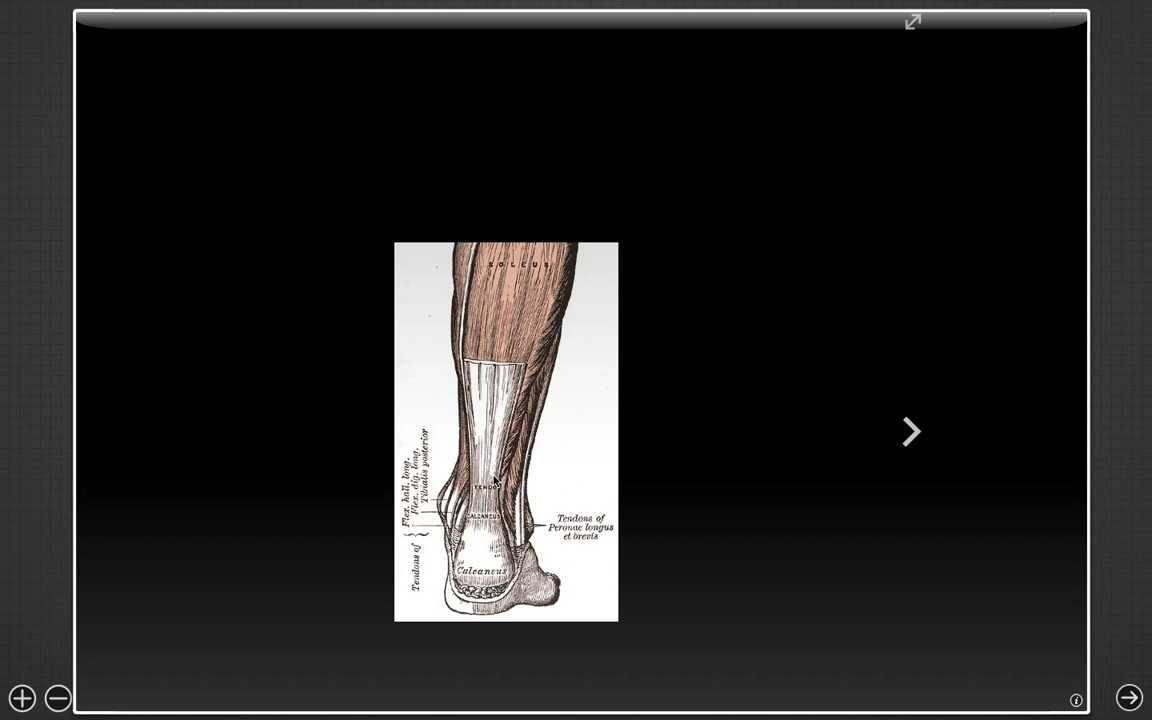 SOLEUS
Flex. hall. long.
Flex. dig. long.
Tibialis posterior
Tendons of
TENDO
CALCANEUS
Calcaneus
Tendons of
Peronæ longus
et brevis